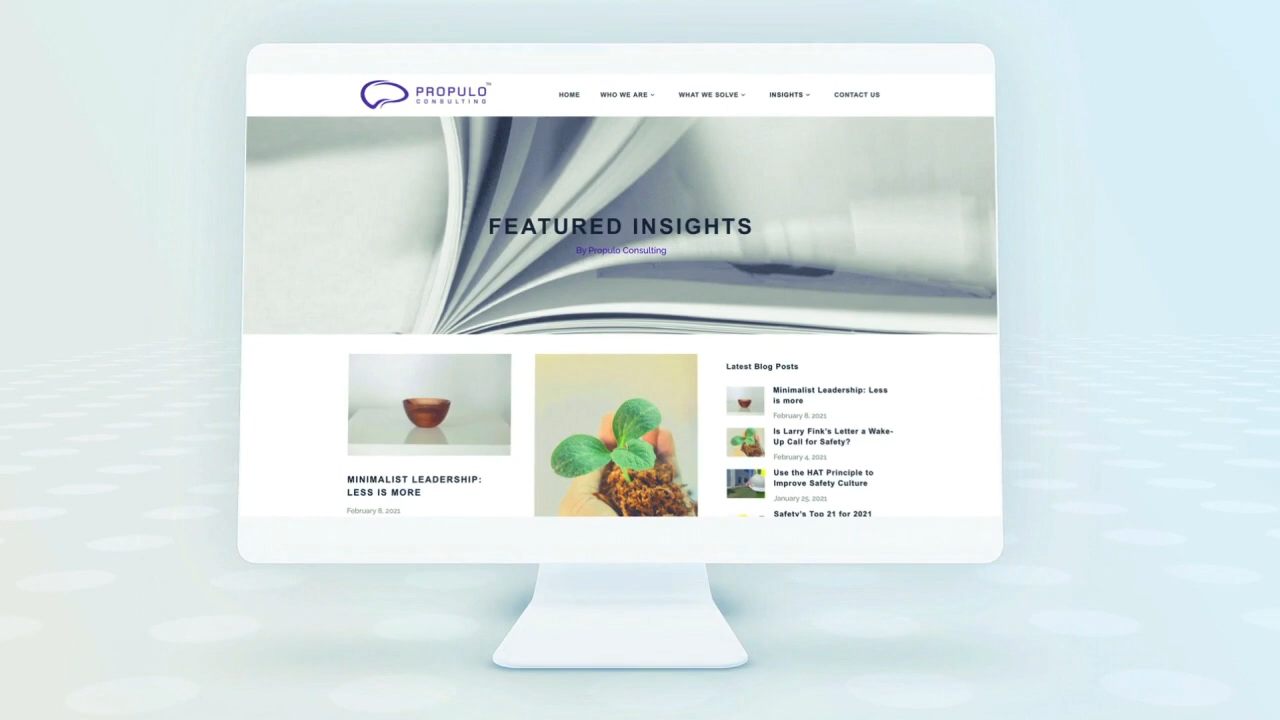 PROPULO™
CONSULTING
HOME
WHO WE ARE
WHAT WE SOLVE
INSIGHTS
CONTACT US
FEATURED INSIGHTS
By Propulo Consulting
MINIMALIST LEADERSHIP:
LESS IS MORE
February 8, 2021
Latest Blog Posts
Minimalist Leadership: Less
is more
February 8, 2021
Is Larry Fink's Letter a Wake-
Up Call for Safety?
February 4, 2021
Use the HAT Principle to
Improve Safety Culture
January 25, 2021
Safety's Top 21 for 2021